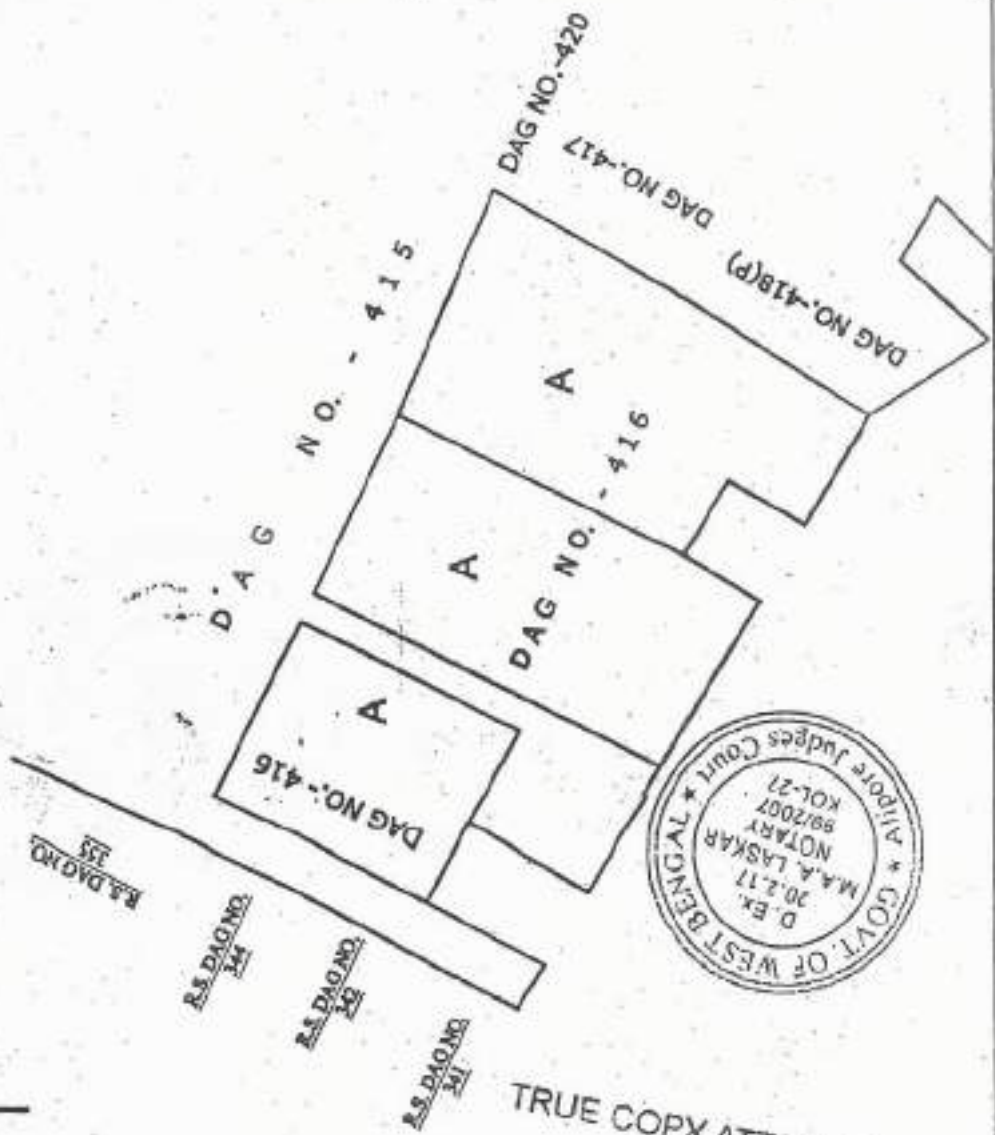 DAG NO.-420
DAG NO.-417
DAG NO.-418(P)
DAG NO. - 415
A
A
DAG NO. - 416
A
DAG NO.-416
R.S. DAG NO.
355
R.S. DAG NO.
344
R.S. DAG NO.
342
R.S. DAG NO.
341
★ GOVT. OF WEST BENGAL ★ Alipore Judges Court
D. Ex.
20.2.17
M.A.A. LASKAR
NOTARY
99/2007
KOL-27
TRUE COPY